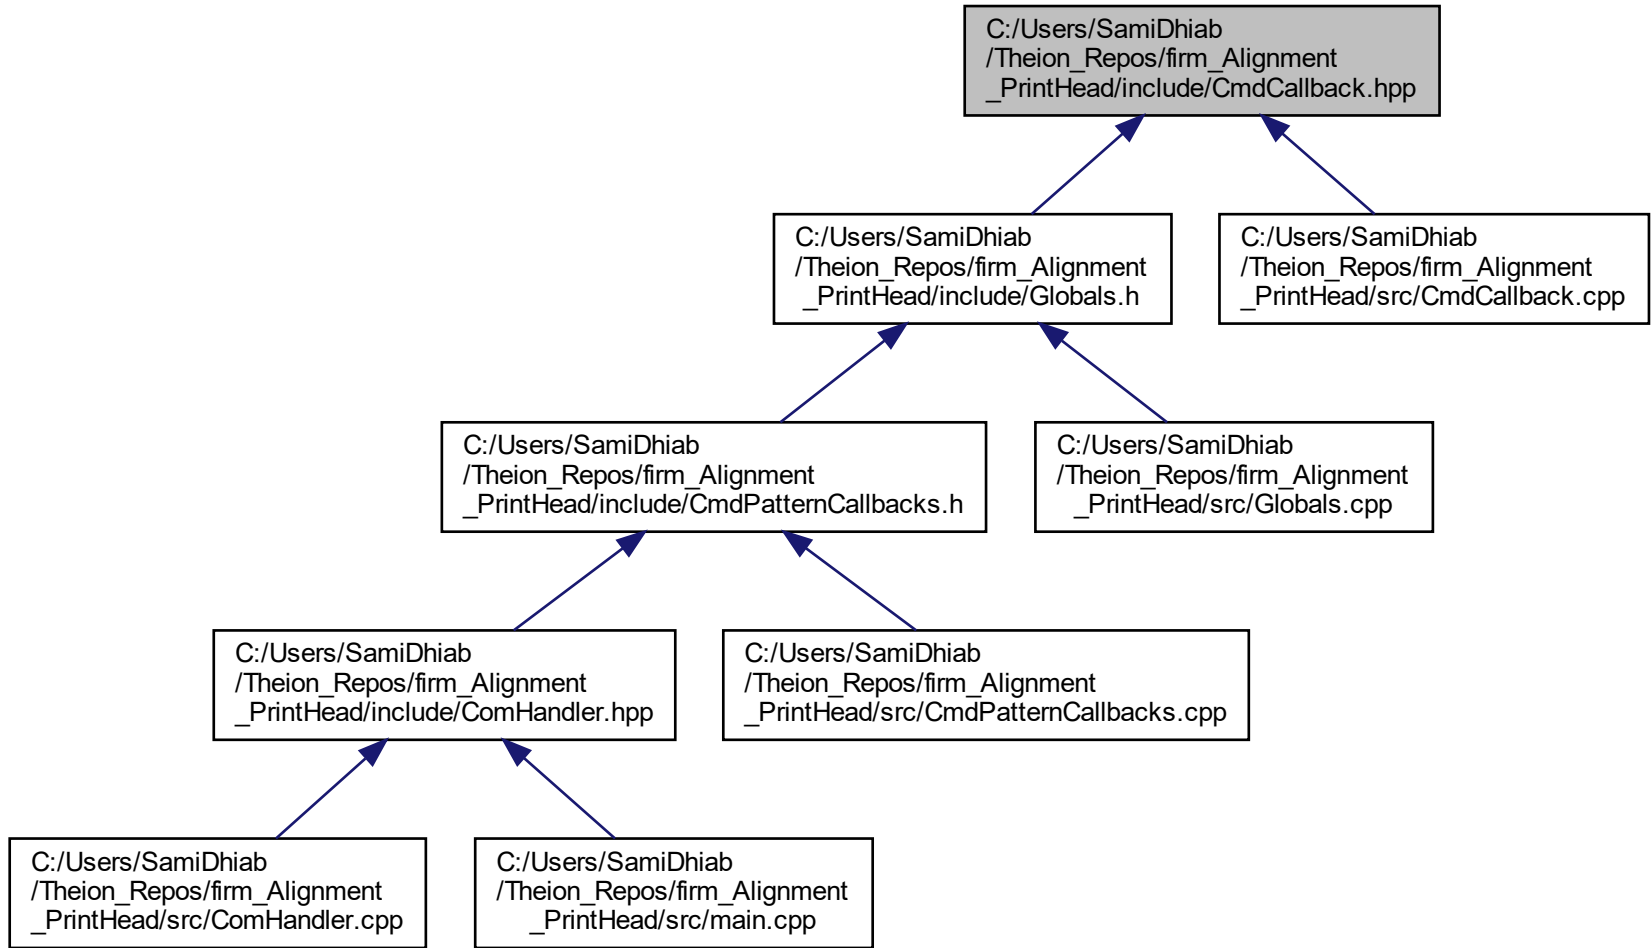 C:/Users/SamiDhiab
/Theion_Repos/firm_Alignment
_PrintHead/include/CmdCallback.hpp
C:/Users/SamiDhiab
/Theion_Repos/firm_Alignment
_PrintHead/include/Globals.h
C:/Users/SamiDhiab
/Theion_Repos/firm_Alignment
_PrintHead/src/CmdCallback.cpp
C:/Users/SamiDhiab
/Theion_Repos/firm_Alignment
_PrintHead/include/CmdPatternCallbacks.h
C:/Users/SamiDhiab
/Theion_Repos/firm_Alignment
_PrintHead/src/Globals.cpp
C:/Users/SamiDhiab
/Theion_Repos/firm_Alignment
_PrintHead/include/ComHandler.hpp
C:/Users/SamiDhiab
/Theion_Repos/firm_Alignment
_PrintHead/src/CmdPatternCallbacks.cpp
C:/Users/SamiDhiab
/Theion_Repos/firm_Alignment
_PrintHead/src/ComHandler.cpp
C:/Users/SamiDhiab
/Theion_Repos/firm_Alignment
_PrintHead/src/main.cpp